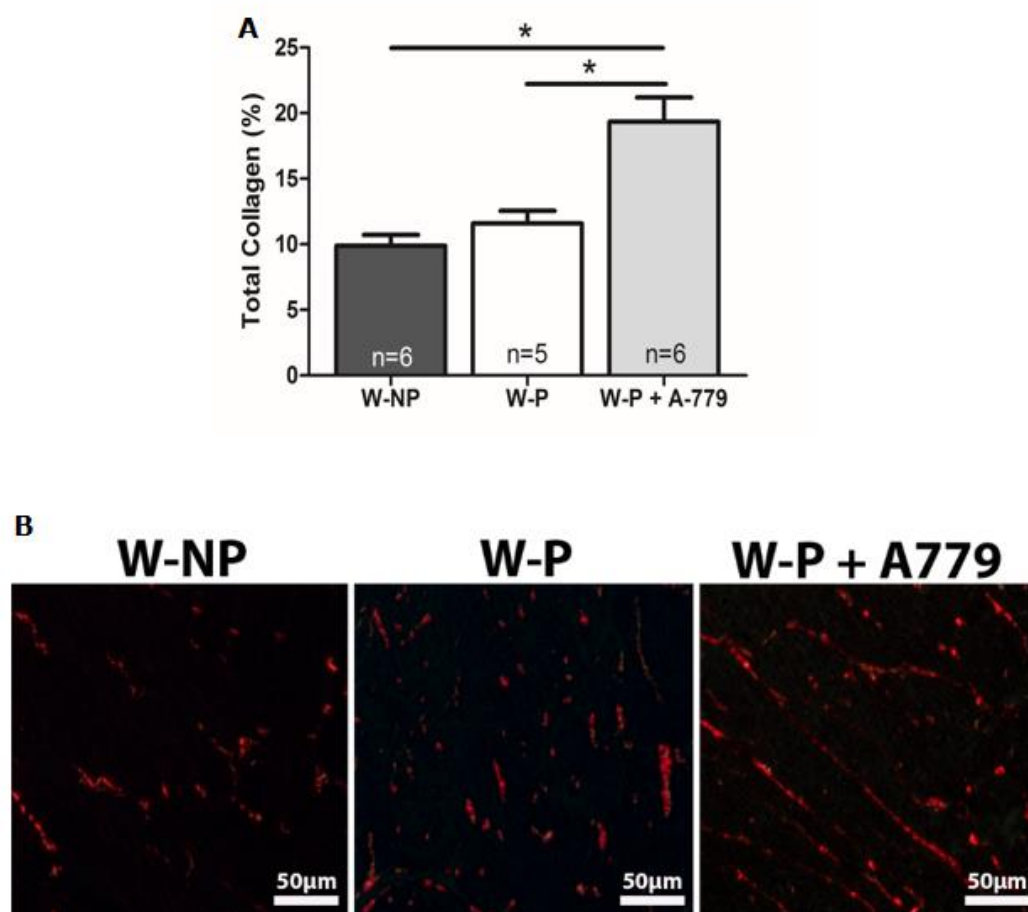 A
*
*
25
20
15
10
5
0
Total Collagen (%)
n=6 n=5 n=6
W-NP W-P W-P + A-779
B
W-NP W-P W-P + A779
50µm 50µm 50µm